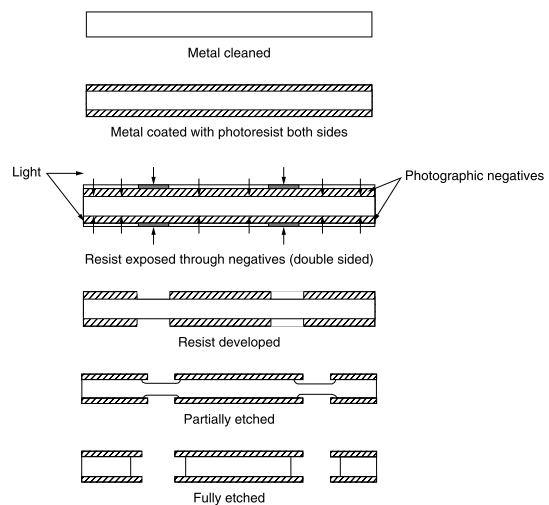 Metal cleaned
Metal coated with photoresist both sides
Light
Photographic negatives
Resist exposed through negatives (double sided)
Resist developed
Partially etched
Fully etched